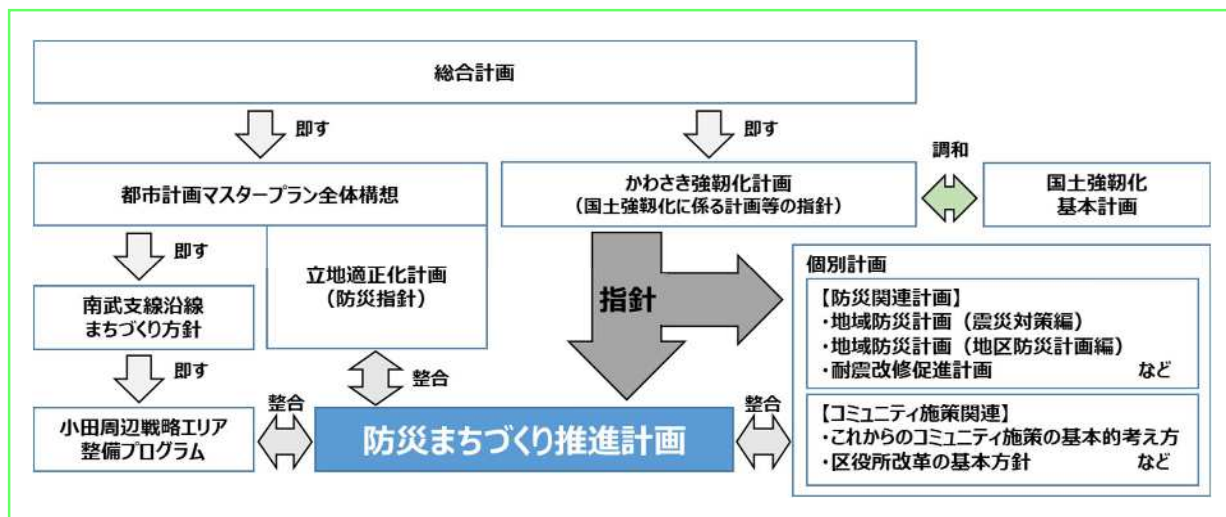 総合計画
即す
即す
都市計画マスタープラン全体構想
かわさき強靱化計画
（国土強靱化に係る計画等の指針）
調和
国土強靱化
基本計画
即す
立地適正化計画
（防災指針）
指針
南武支線沿線
まちづくり方針
即す
整合
小田周辺戦略エリア
整備プログラム
整合
防災まちづくり推進計画
整合
個別計画
【防災関連計画】
・地域防災計画（震災対策編）
・地域防災計画（地区防災計画編）
・耐震改修促進計画 など
【コミュニティ施策関連】
・これからのコミュニティ施策の基本的考え方
・区役所改革の基本方針 など